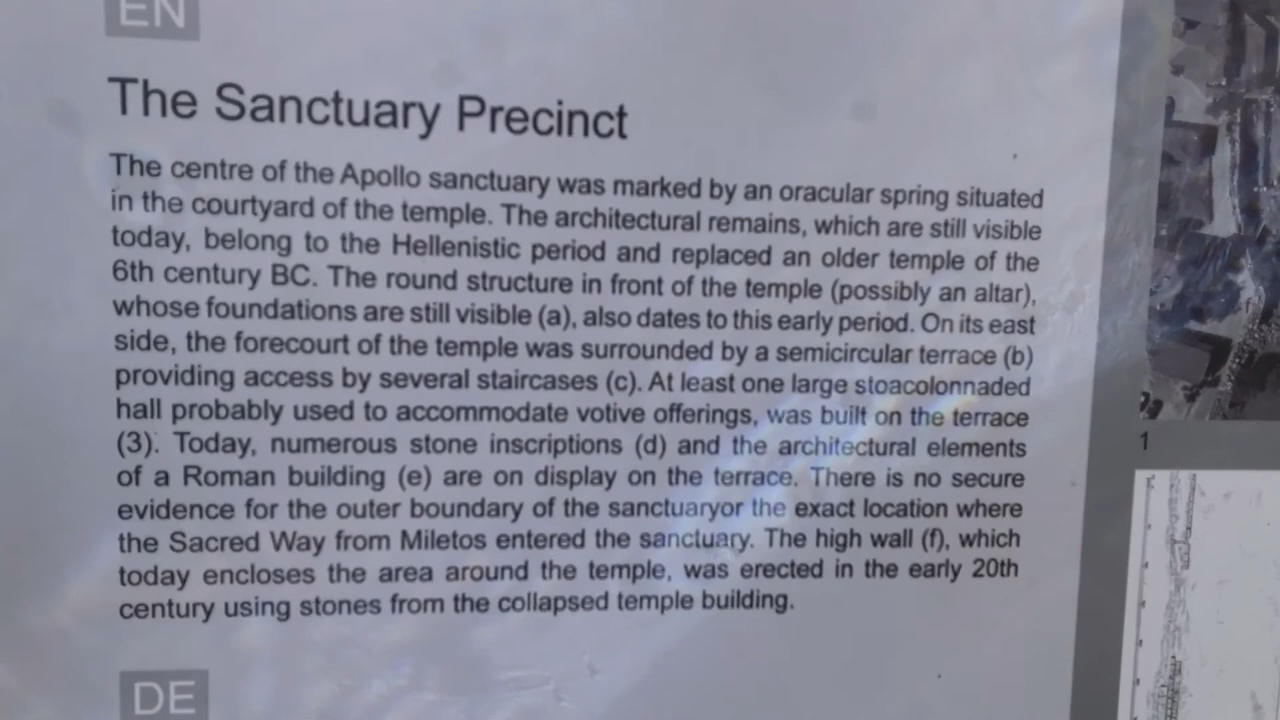 EN
The Sanctuary Precinct
The centre of the Apollo sanctuary was marked by an oracular spring situated
in the courtyard of the temple. The architectural remains, which are still visible
today, belong to the Hellenistic period and replaced an older temple of the
6th century BC. The round structure in front of the temple (possibly an altar),
whose foundations are still visible (a), also dates to this early period. On its east
side, the forecourt of the temple was surrounded by a semicircular terrace (b)
providing access by several staircases (c). At least one large stoacolonnaded
hall probably used to accommodate votive offerings, was built on the terrace
(3). Today, numerous stone inscriptions (d) and the architectural elements
of a Roman building (e) are on display on the terrace. There is no secure
evidence for the outer boundary of the sanctuaryor the exact location where
the Sacred Way from Miletos entered the sanctuary. The high wall (f), which
today encloses the area around the temple, was erected in the early 20th
century using stones from the collapsed temple building.
DE
1